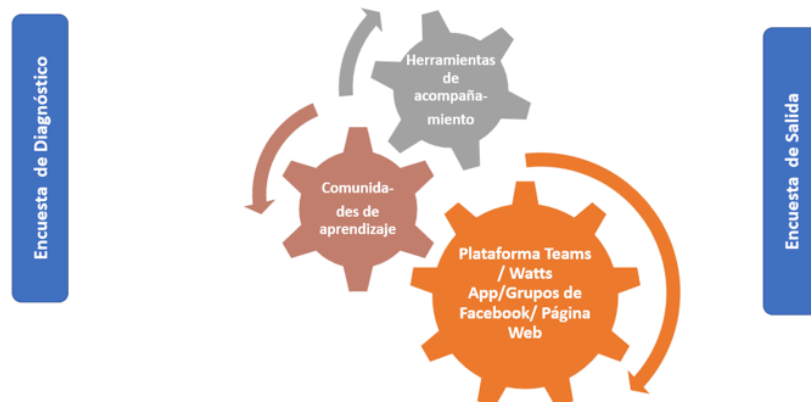 Encuesta de Diagnóstico
Herramientas
de
acompaña-
miento
Comunida-
des de
aprendizaje
Plataforma Teams
/ Watts
App/Grupos de
Facebook/ Página
Web
Encuesta de Salida